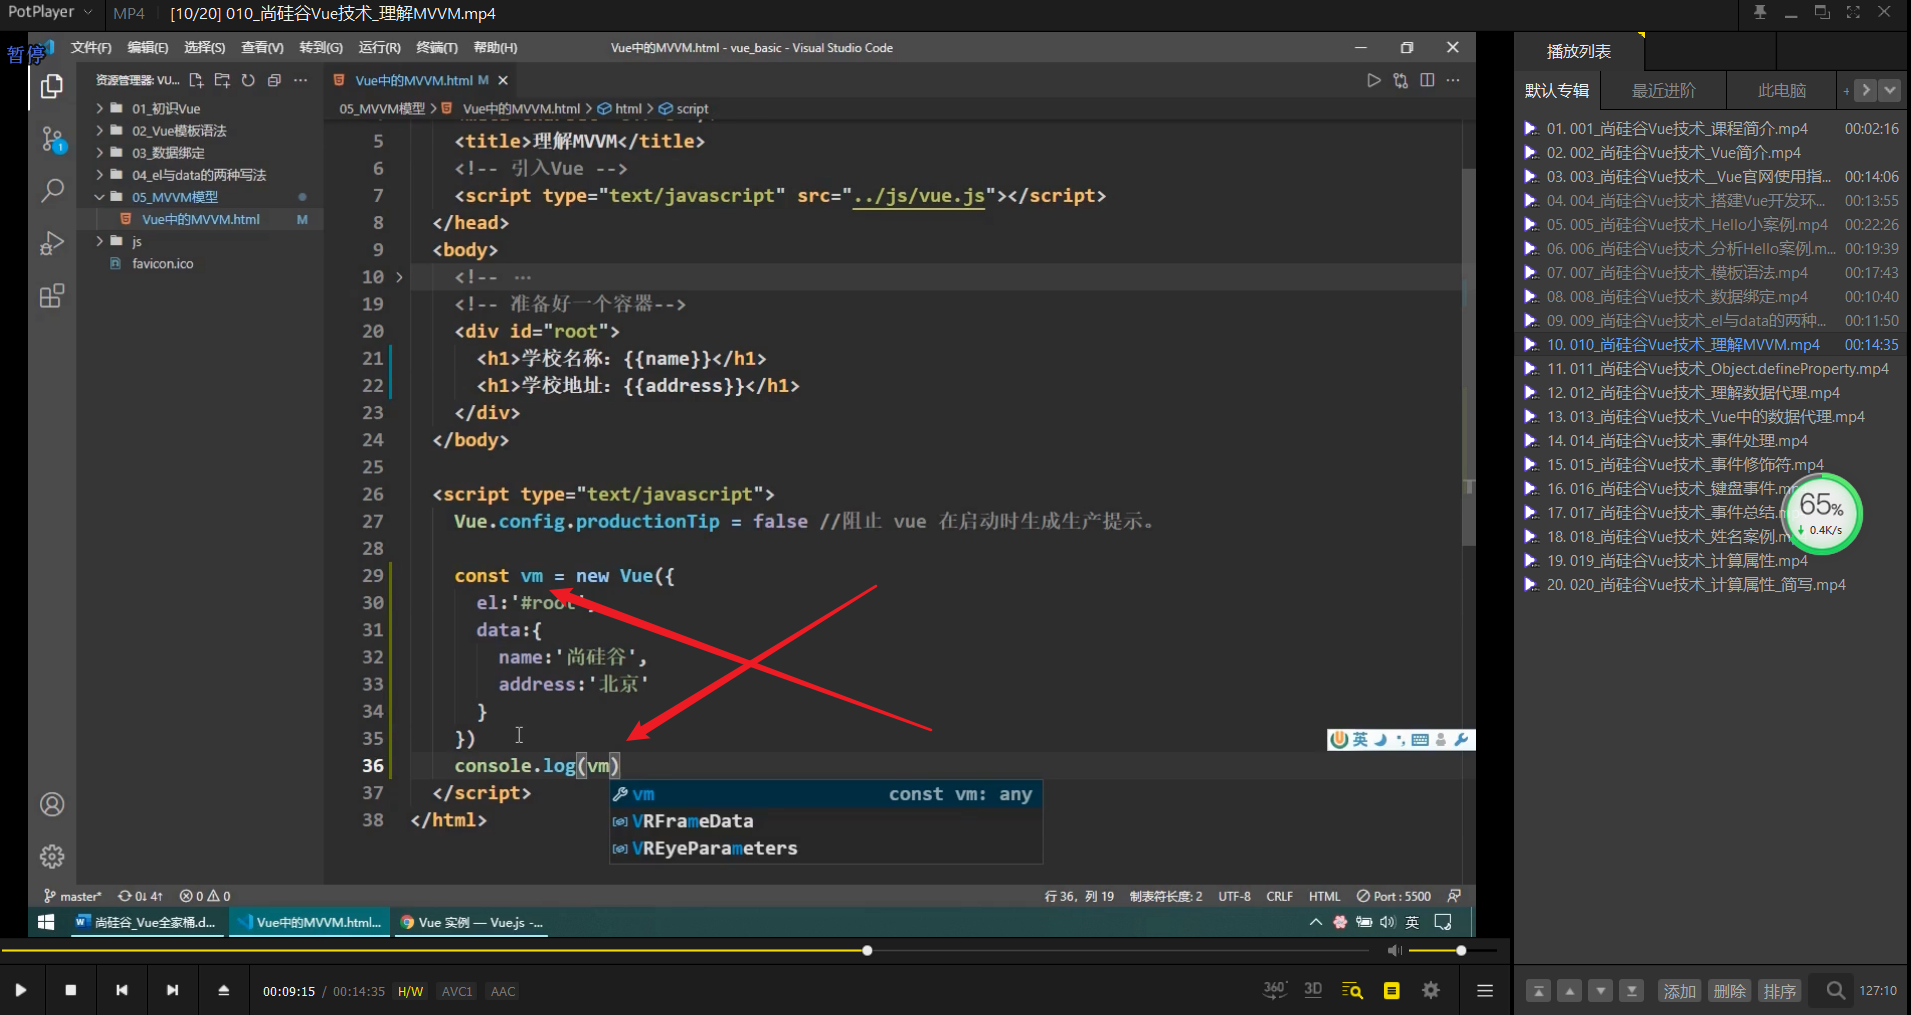 PotPlayer MP4 [10/20] 010_尚硅谷Vue技术_理解MVVM.mp4
暂停
文件(F) 编辑(E) 选择(S) 查看(V) 转到(G) 运行(R) 终端(T) 帮助(H) Vue中的MVVM.html - vue_basic - Visual Studio Code
资源管理器: VU...
01_初识Vue
02_Vue模板语法
03_数据绑定
04_el与data的两种写法
05_MVVM模型
Vue中的MVVM.html M
js
favicon.ico
1
Vue中的MVVM.html M
05_MVVM模型 > Vue中的MVVM.html > html > script
5 <title>理解MVVM</title>
6 <!-- 引入Vue -->
7 <script type="text/javascript" src="../js/vue.js"></script>
8 </head>
9 <body>
10 <!-- ...
19 <!-- 准备好一个容器-->
20 <div id="root">
21 <h1>学校名称：{{name}}</h1>
22 <h1>学校地址：{{address}}</h1>
23 </div>
24 </body>
25
26 <script type="text/javascript">
27 Vue.config.productionTip = false //阻止 vue 在启动时生成生产提示。
28
29 const vm = new Vue({
30 el:'#root',
31 data:{
32 name:'尚硅谷',
33 address:'北京'
34 }
35 })
36 console.log(vm)
37 </script>
38 </html>
vm const vm: any
VRFrameData
VREyeParameters
英
master* 0↓ 4↑ 0 0 行 36，列 19 制表符长度: 2 UTF-8 CRLF HTML Port : 5500
尚硅谷_Vue全家桶.d... Vue中的MVVM.html... Vue 实例 — Vue.js -... 英
00:09:15 / 00:14:35 H/W AVC1 AAC 360° 3D
播放列表
默认专辑 最近进阶 此电脑 +
01. 001_尚硅谷Vue技术_课程简介.mp4 00:02:16
02. 002_尚硅谷Vue技术_Vue简介.mp4
03. 003_尚硅谷Vue技术__Vue官网使用指... 00:14:06
04. 004_尚硅谷Vue技术_搭建Vue开发环... 00:13:55
05. 005_尚硅谷Vue技术_Hello小案例.mp4 00:22:26
06. 006_尚硅谷Vue技术_分析Hello案例.m... 00:19:39
07. 007_尚硅谷Vue技术_模板语法.mp4 00:17:43
08. 008_尚硅谷Vue技术_数据绑定.mp4 00:10:40
09. 009_尚硅谷Vue技术_el与data的两种... 00:11:50
10. 010_尚硅谷Vue技术_理解MVVM.mp4 00:14:35
11. 011_尚硅谷Vue技术_Object.defineProperty.mp4
12. 012_尚硅谷Vue技术_理解数据代理.mp4
13. 013_尚硅谷Vue技术_Vue中的数据代理.mp4
14. 014_尚硅谷Vue技术_事件处理.mp4
15. 015_尚硅谷Vue技术_事件修饰符.mp4
16. 016_尚硅谷Vue技术_键盘事件.m
17. 017_尚硅谷Vue技术_事件总结.
18. 018_尚硅谷Vue技术_姓名案例.m
19. 019_尚硅谷Vue技术_计算属性.mp4
20. 020_尚硅谷Vue技术_计算属性_简写.mp4
65%
↓ 0.4K/s
添加 删除 排序 127:10